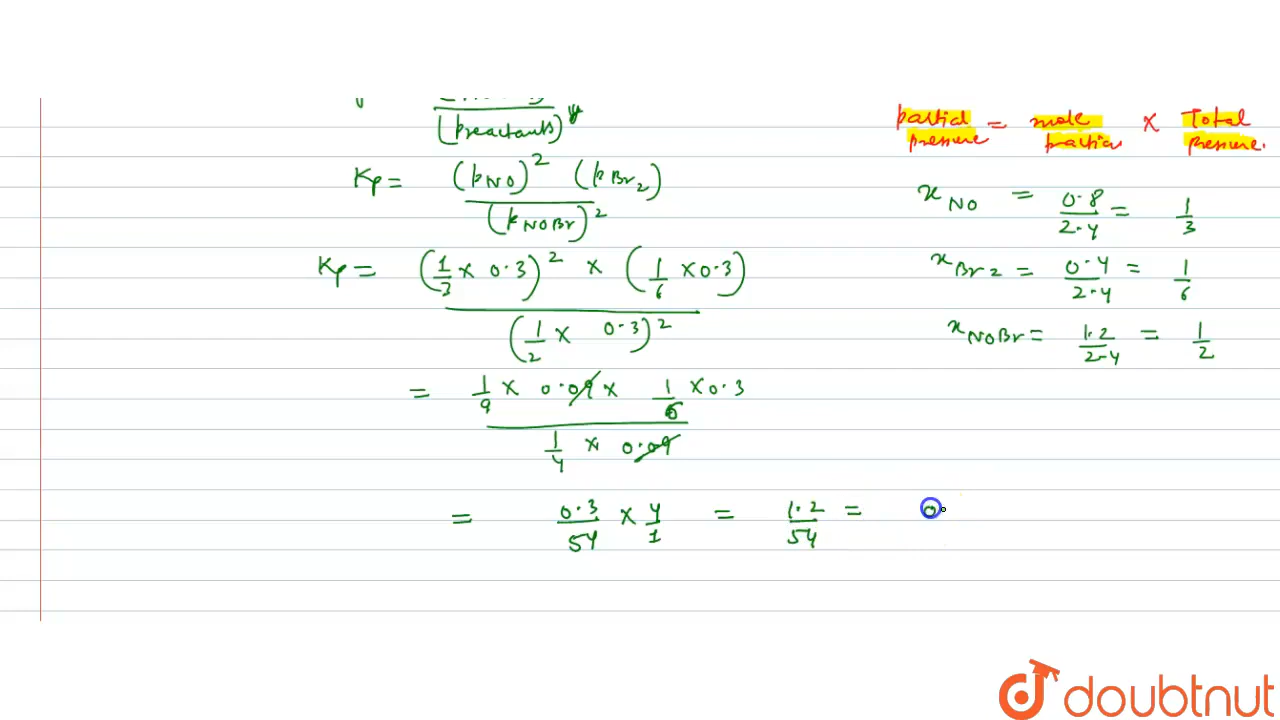 (preactants)^y
partial pressure = mole fraction × Total pressure.
Kp = (pNO)² (pBr₂) / (pNOBr)²
xNO = 0.8/2.4 = 1/3
Kp = (1/3 × 0.3)² × (1/6 × 0.3) / (1/2 × 0.3)²
xBr₂ = 0.4/2.4 = 1/6
xNOBr = 1.2/2.4 = 1/2
= 1/9 × 0.09 × 1/6 × 0.3 / 1/4 × 0.09
= 0.3/54 × 4/1 = 1.2/54 = 0.
doubtnut